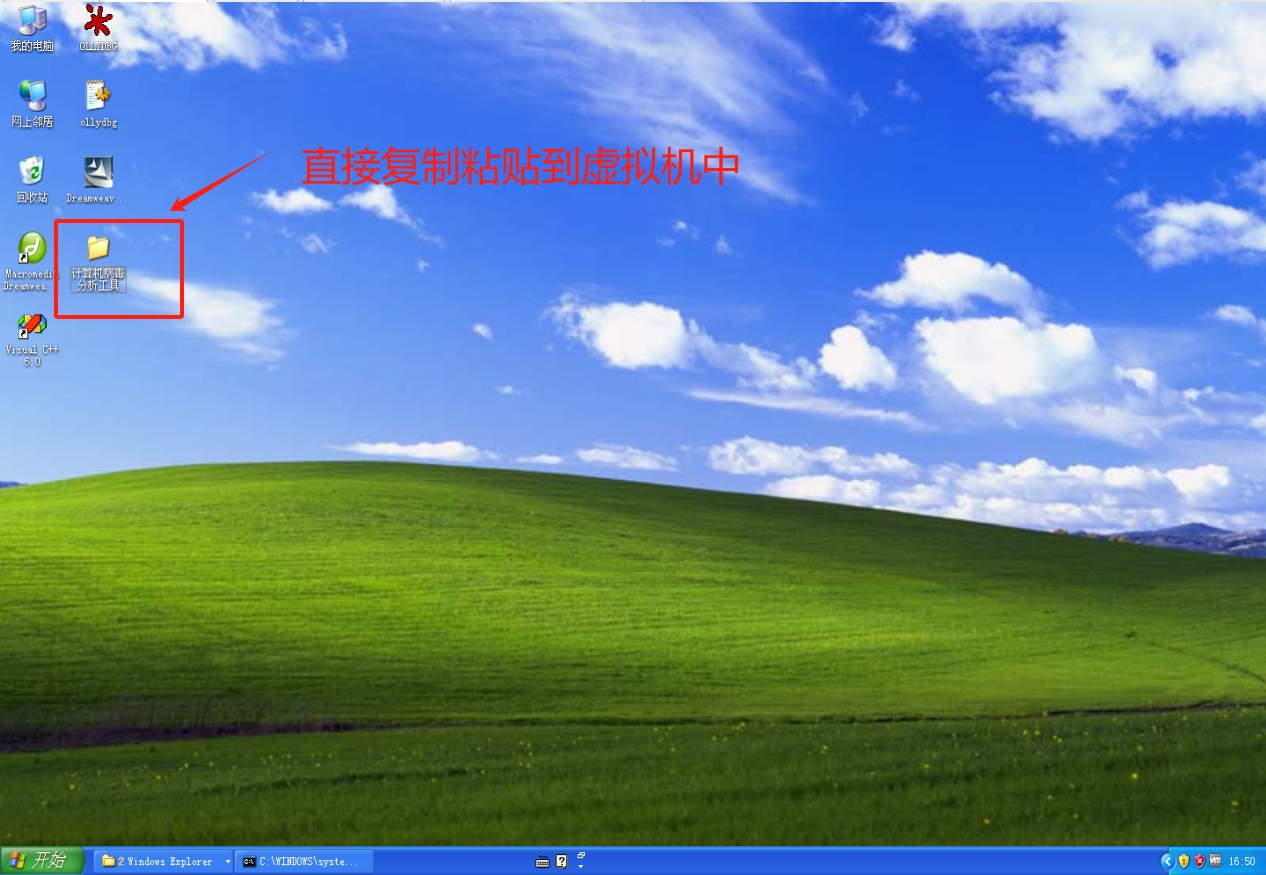 我的电脑
OLLYDBG
网上邻居
ollydbg
直接复制粘贴到虚拟机中
回收站
Dreamweav...
Macromedi
Dreamwea...
计算机病毒
分析工具
Visual C++
6.0
开始
2 Windows Explorer
C:\WINDOWS\syste...
16:50